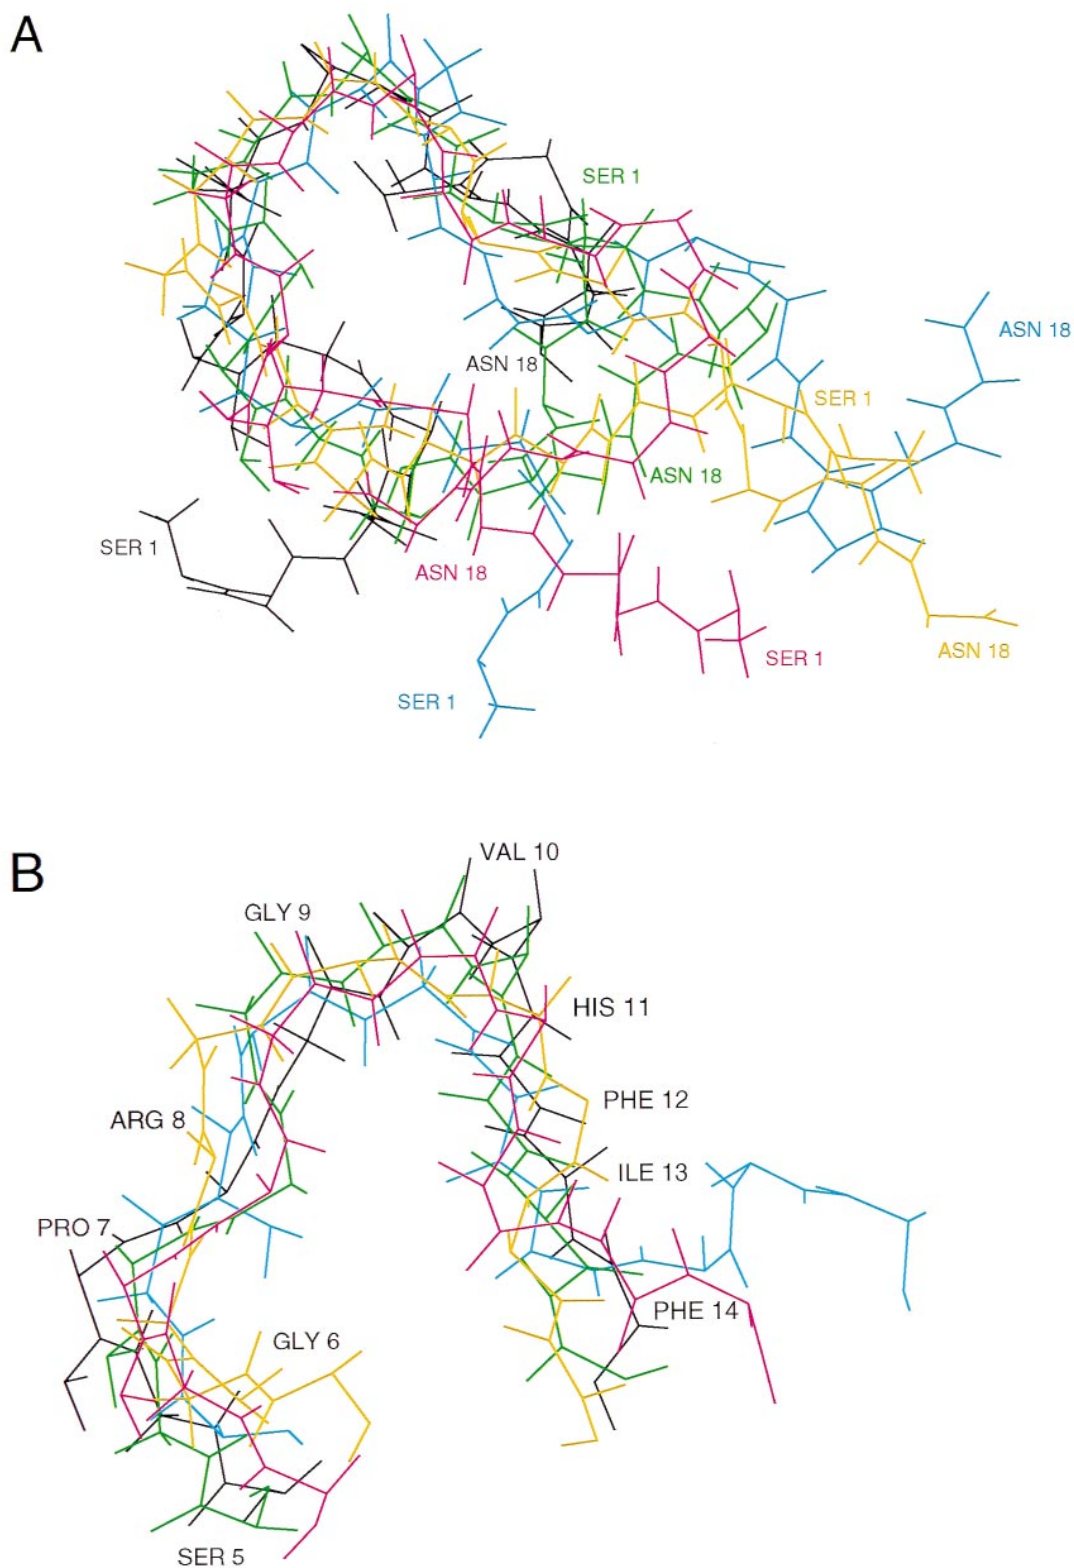 A
SER 1
ASN 18
ASN 18
SER 1
ASN 18
SER 1
ASN 18
SER 1
ASN 18
SER 1
B
VAL 10
GLY 9
HIS 11
PHE 12
ARG 8
ILE 13
PRO 7
PHE 14
GLY 6
SER 5